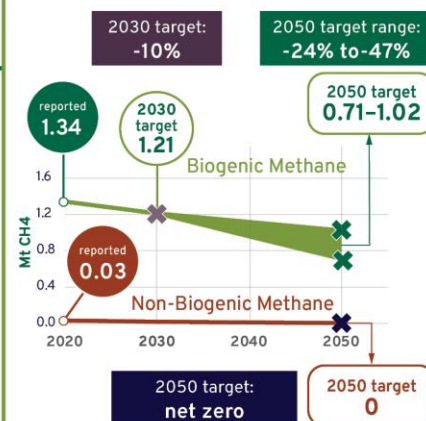 2030 target:
-10%
2050 target range:
-24% to-47%
reported
1.34
2030
target
1.21
2050 target
0.71–1.02
Biogenic Methane
Mt CH4
1.6
1.2
0.8
0.4
0.0
reported
0.03
Non-Biogenic Methane
2020
2030
2040
2050
2050 target:
net zero
2050 target
0